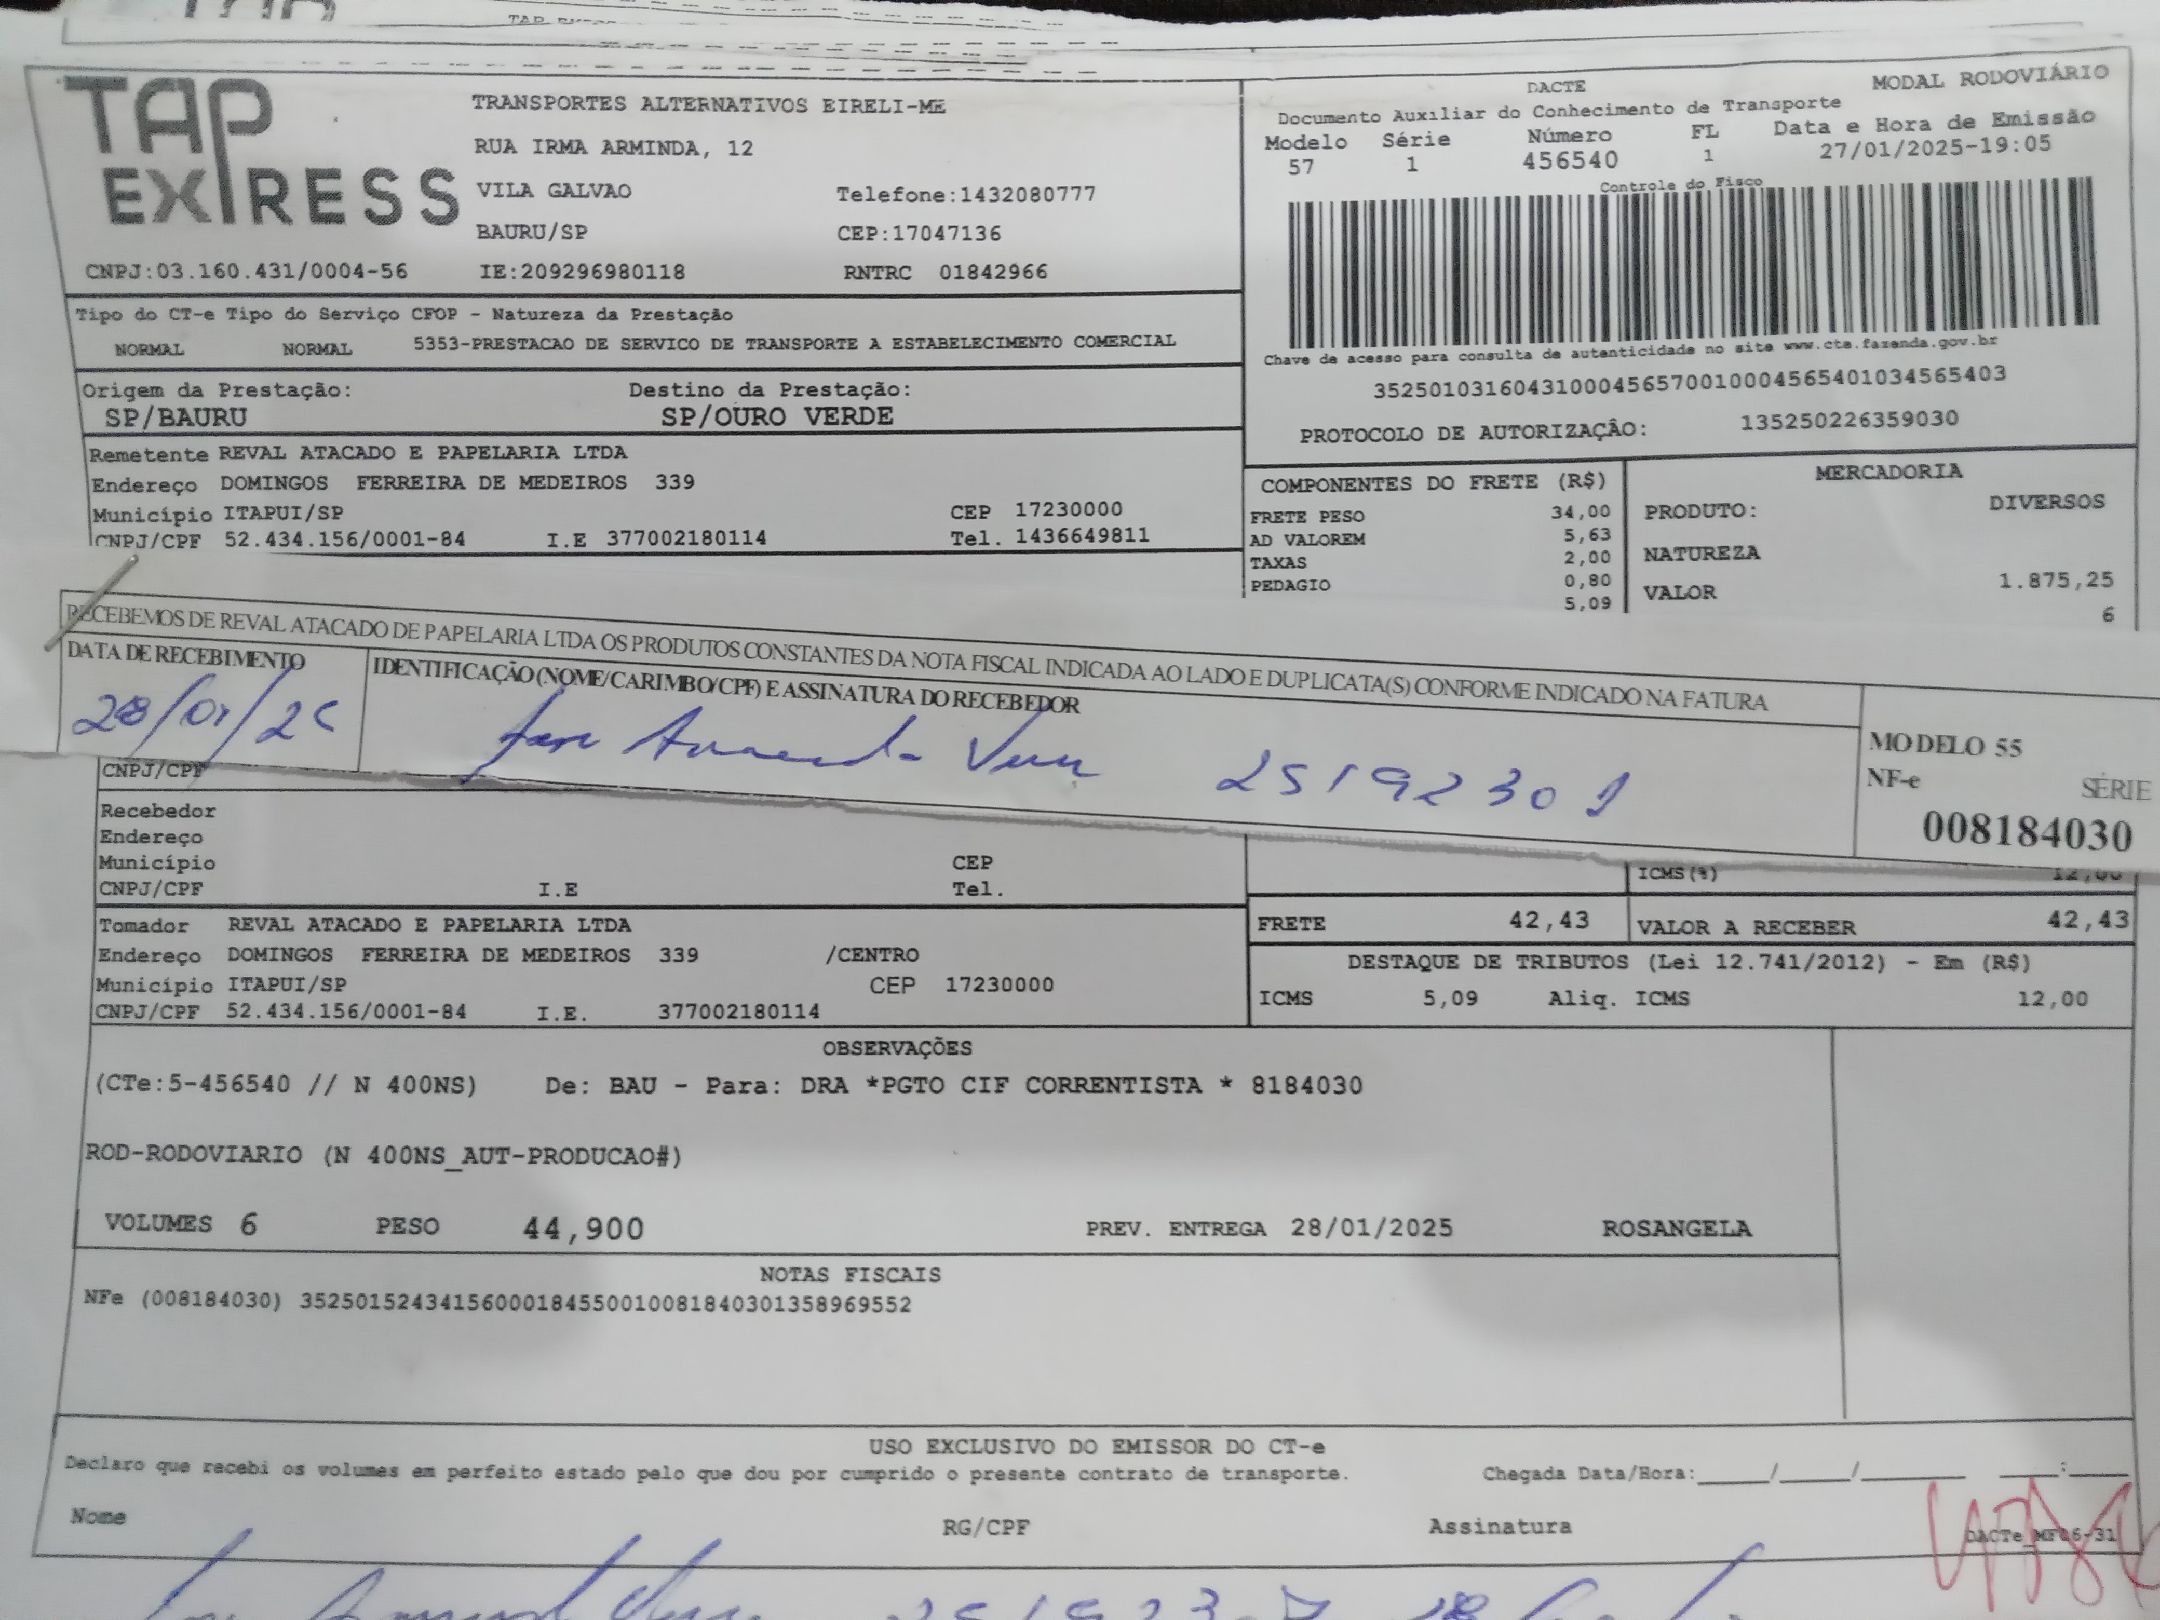 TAP EXPRESS
TRANSPORTES ALTERNATIVOS EIRELI-ME
RUA IRMA ARMINDA, 12
VILA GALVAO Telefone:1432080777
BAURU/SP CEP:17047136
CNPJ:03.160.431/0004-56 IE:209296980118 RNTRC 01842966
DACTE MODAL RODOVIÁRIO
Documento Auxiliar do Conhecimento de Transporte
Modelo Série Número FL Data e Hora de Emissão
57 1 456540 1 27/01/2025-19:05
Controle do Fisco
Chave de acesso para consulta de autenticidade no site www.cte.fazenda.gov.br
35250103160431000456570010004565401034565403
PROTOCOLO DE AUTORIZAÇÂO: 135250226359030
Tipo do CT-e Tipo do Serviço CFOP - Natureza da Prestação
NORMAL NORMAL 5353-PRESTACAO DE SERVICO DE TRANSPORTE A ESTABELECIMENTO COMERCIAL
Origem da Prestação: Destino da Prestação:
SP/BAURU SP/OURO VERDE
Remetente REVAL ATACADO E PAPELARIA LTDA
Endereço DOMINGOS FERREIRA DE MEDEIROS 339
Município ITAPUI/SP CEP 17230000
CNPJ/CPF 52.434.156/0001-84 I.E 377002180114 Tel. 1436649811
COMPONENTES DO FRETE (R$)
FRETE PESO 34,00
AD VALOREM 5,63
TAXAS 2,00
PEDAGIO 0,80
5,09
MERCADORIA
PRODUTO: DIVERSOS
NATUREZA
VALOR 1.875,25
6
RECEBEMOS DE REVAL ATACADO DE PAPELARIA LTDA OS PRODUTOS CONSTANTES DA NOTA FISCAL INDICADA AO LADO E DUPLICATA(S) CONFORME INDICADO NA FATURA
DATA DE RECEBIMENTO IDENTIFICAÇÃO (NOME/CARIMBO/CPF) E ASSINATURA DO RECEBEDOR
28/01/25 25192301
MODELO 55
NF-e SÉRIE
008184030
CNPJ/CPF
Recebedor
Endereço
Município CEP
CNPJ/CPF I.E Tel.
ICMS(%) 12,00
Tomador REVAL ATACADO E PAPELARIA LTDA
Endereço DOMINGOS FERREIRA DE MEDEIROS 339 /CENTRO
Município ITAPUI/SP CEP 17230000
CNPJ/CPF 52.434.156/0001-84 I.E. 377002180114
FRETE 42,43 VALOR A RECEBER 42,43
DESTAQUE DE TRIBUTOS (Lei 12.741/2012) - Em (R$)
ICMS 5,09 Aliq. ICMS 12,00
OBSERVAÇÕES
(CTe:5-456540 // N 400NS) De: BAU - Para: DRA *PGTO CIF CORRENTISTA * 8184030
ROD-RODOVIARIO (N 400NS_AUT-PRODUCAO#)
VOLUMES 6 PESO 44,900 PREV. ENTREGA 28/01/2025 ROSANGELA
NOTAS FISCAIS
NFe (008184030) 35250152434156000184550010081840301358969552
USO EXCLUSIVO DO EMISSOR DO CT-e
Declaro que recebi os volumes em perfeito estado pelo que dou por cumprido o presente contrato de transporte. Chegada Data/Hora:_____/_____/________ ____:_____
Nome RG/CPF Assinatura